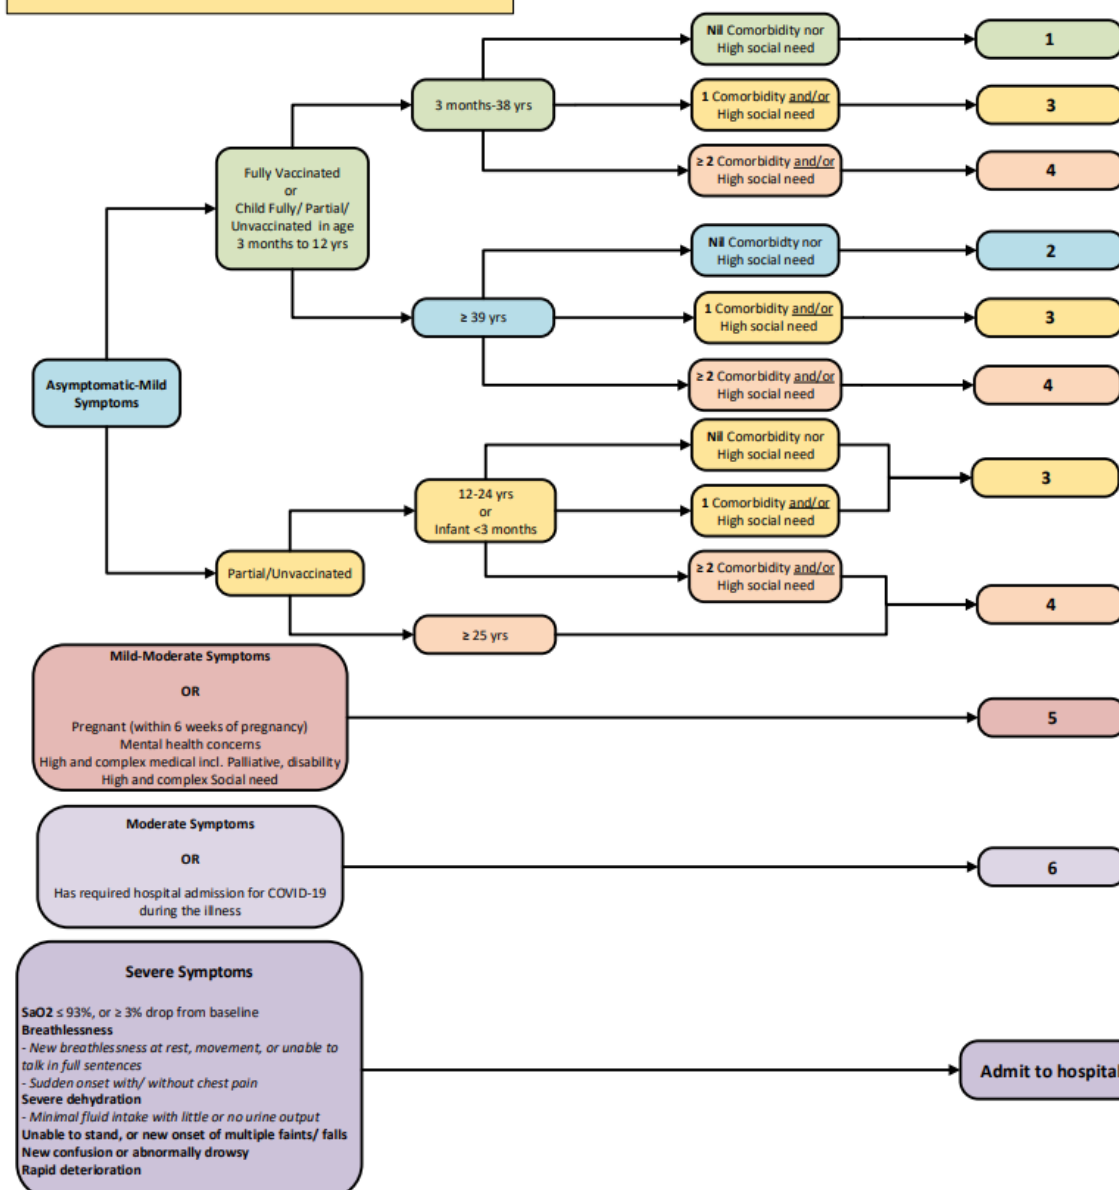 Nil Comorbidity nor
High social need
1
3 months-38 yrs
1 Comorbidity and/or
High social need
3
≥ 2 Comorbidity and/or
High social need
4
Fully Vaccinated
or
Child Fully/ Partial/
Unvaccinated in age
3 months to 12 yrs
Nil Comorbidty nor
High social need
2
≥ 39 yrs
1 Comorbidity and/or
High social need
3
≥ 2 Comorbidity and/or
High social need
4
Asymptomatic-Mild
Symptoms
Nil Comorbidity nor
High social need
12-24 yrs
or
Infant <3 months
1 Comorbidity and/or
High social need
3
Partial/Unvaccinated
≥ 2 Comorbidity and/or
High social need
≥ 25 yrs
4
Mild-Moderate Symptoms
OR
Pregnant (within 6 weeks of pregnancy)
Mental health concerns
High and complex medical incl. Palliative, disability
High and complex Social need
5
Moderate Symptoms
OR
Has required hospital admission for COVID-19
during the illness
6
Severe Symptoms
SaO2 ≤ 93%, or ≥ 3% drop from baseline
Breathlessness
- New breathlessness at rest, movement, or unable to
talk in full sentences
- Sudden onset with/ without chest pain
Severe dehydration
- Minimal fluid intake with little or no urine output
Unable to stand, or new onset of multiple faints/ falls
New confusion or abnormally drowsy
Rapid deterioration
Admit to hospital